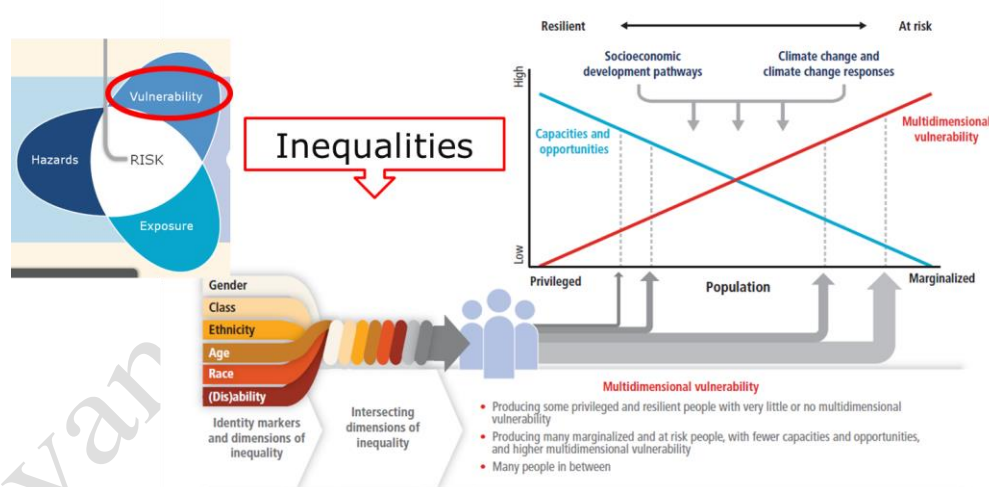 Resilient
At risk
Socioeconomic
development pathways
Climate change and
climate change responses
High
Low
Capacities and
opportunities
Multidimensional
vulnerability
Privileged
Population
Marginalized
Vulnerability
Hazards
RISK
Exposure
Inequalities
Gender
Class
Ethnicity
Age
Race
(Dis)ability
Identity markers
and dimensions of
inequality
Intersecting
dimensions of
inequality
Multidimensional vulnerability
• Producing some privileged and resilient people with very little or no multidimensional
vulnerability
• Producing many marginalized and at risk people, with fewer capacities and opportunities,
and higher multidimensional vulnerability
• Many people in between
van